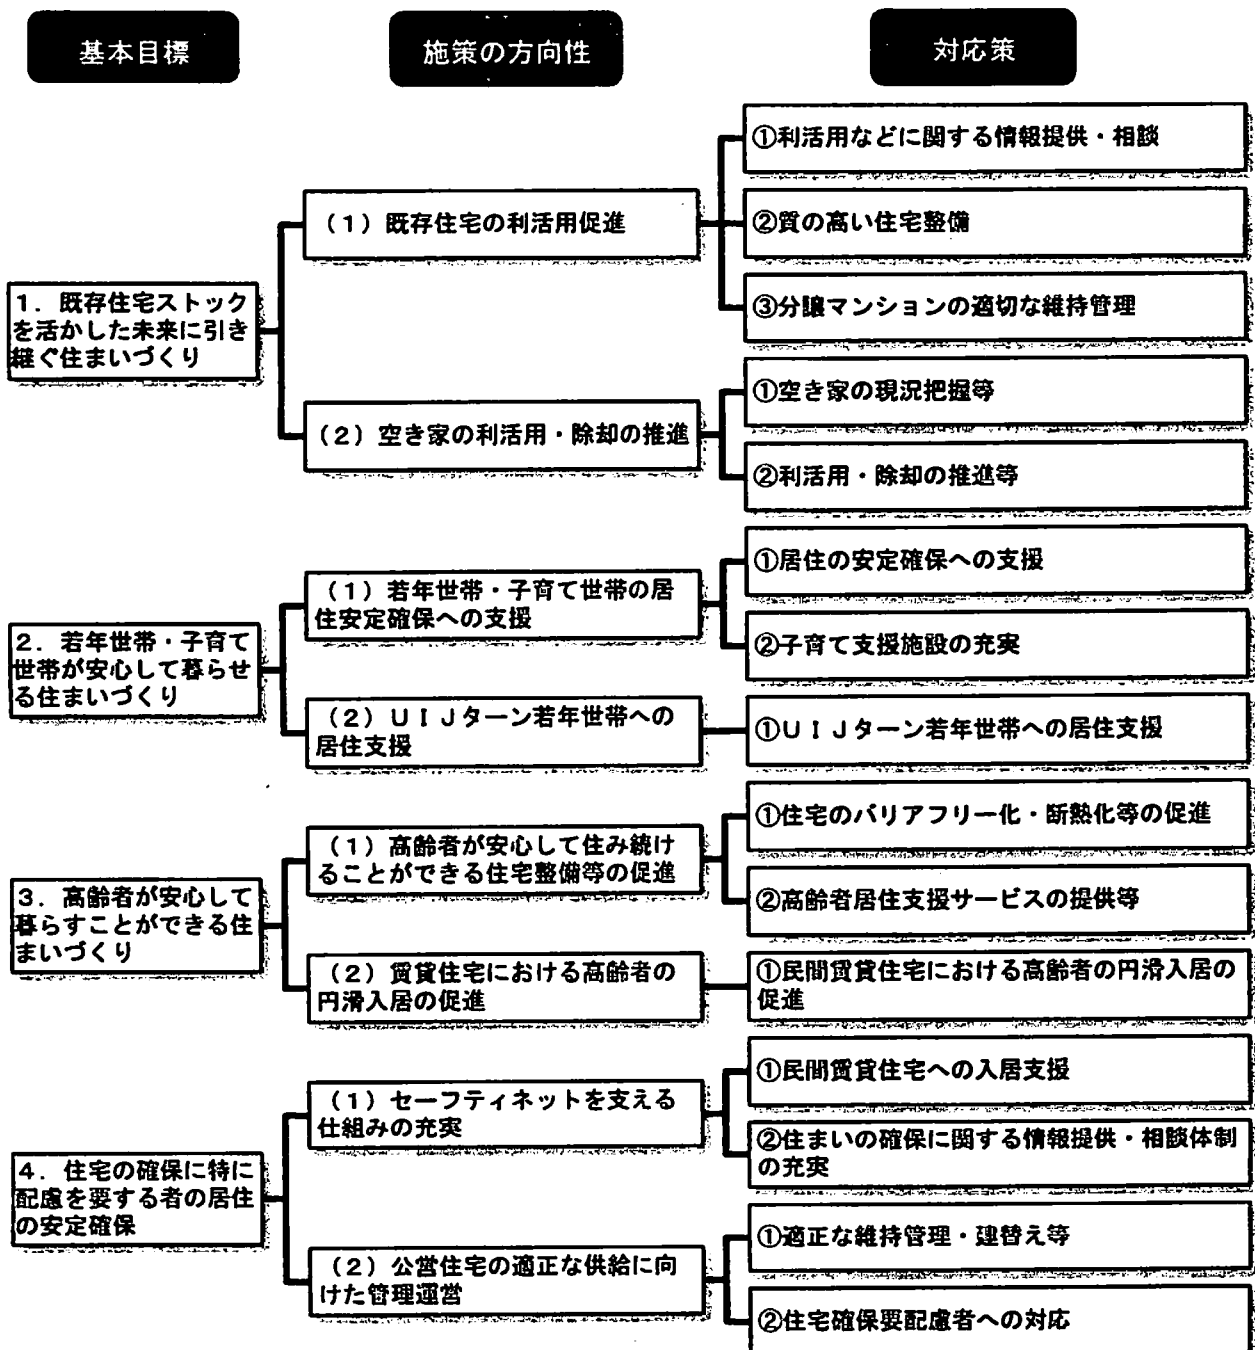 基本目標
施策の方向性
対応策
1．既存住宅ストック
を活かした未来に引き
継ぐ住まいづくり
（1）既存住宅の利活用促進
①利活用などに関する情報提供・相談
②質の高い住宅整備
③分譲マンションの適切な維持管理
（2）空き家の利活用・除却の推進
①空き家の現況把握等
②利活用・除却の推進等
2．若年世帯・子育て
世帯が安心して暮らせ
る住まいづくり
（1）若年世帯・子育て世帯の居
住安定確保への支援
①居住の安定確保への支援
②子育て支援施設の充実
（2）ＵＩＪターン若年世帯への
居住支援
①ＵＩＪターン若年世帯への居住支援
3．高齢者が安心して
暮らすことができる住
まいづくり
（1）高齢者が安心して住み続け
ることができる住宅整備等の促進
①住宅のバリアフリー化・断熱化等の促進
②高齢者居住支援サービスの提供等
（2）賃貸住宅における高齢者の
円滑入居の促進
①民間賃貸住宅における高齢者の円滑入居の
促進
4．住宅の確保に特に
配慮を要する者の居住
の安定確保
（1）セーフティネットを支える
仕組みの充実
①民間賃貸住宅への入居支援
②住まいの確保に関する情報提供・相談体制
の充実
（2）公営住宅の適正な供給に向
けた管理運営
①適正な維持管理・建替え等
②住宅確保要配慮者への対応